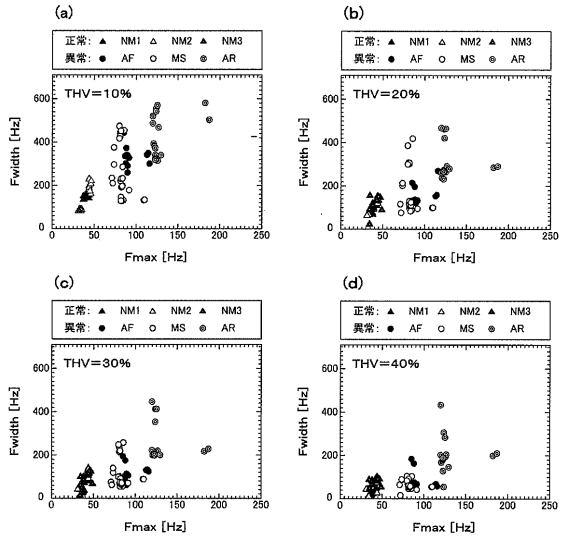 (a)
正常: ▲ NM1 △ NM2 ▲ NM3
異常: ● AF ○ MS ◎ AR
THV=10%
Fwidth [Hz]
600
400
200
0
0 50 100 150 200 250
Fmax [Hz]
(b)
正常: ▲ NM1 △ NM2 ▲ NM3
異常: ● AF ○ MS ◎ AR
THV=20%
Fwidth [Hz]
600
400
200
0
0 50 100 150 200 250
Fmax [Hz]
(c)
正常: ▲ NM1 △ NM2 ▲ NM3
異常: ● AF ○ MS ◎ AR
THV=30%
Fwidth [Hz]
600
400
200
0
0 50 100 150 200 250
Fmax [Hz]
(d)
正常: ▲ NM1 △ NM2 ▲ NM3
異常: ● AF ○ MS ◎ AR
THV=40%
Fwidth [Hz]
600
400
200
0
0 50 100 150 200 250
Fmax [Hz]